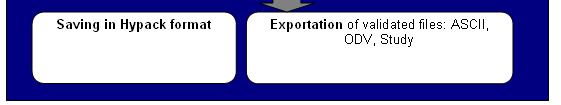 Saving in Hypack format
Exportation of validated files: ASCII,
ODV, Study